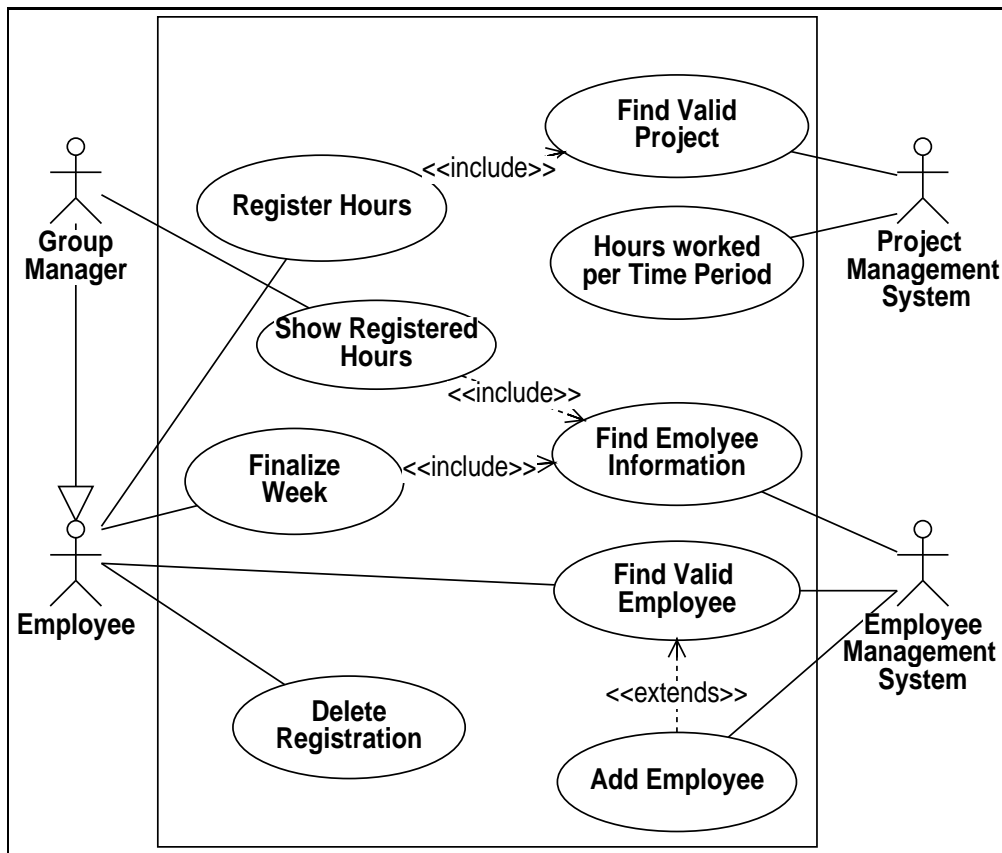 Find Valid
Project
<<include>>
Register Hours
Group
Manager
Hours worked
per Time Period
Project
Management
System
Show Registered
Hours
<<include>>
Find Emolyee
Information
Finalize
Week
<<include>>
Find Valid
Employee
Employee
Employee
Management
System
<<extends>>
Delete
Registration
Add Employee